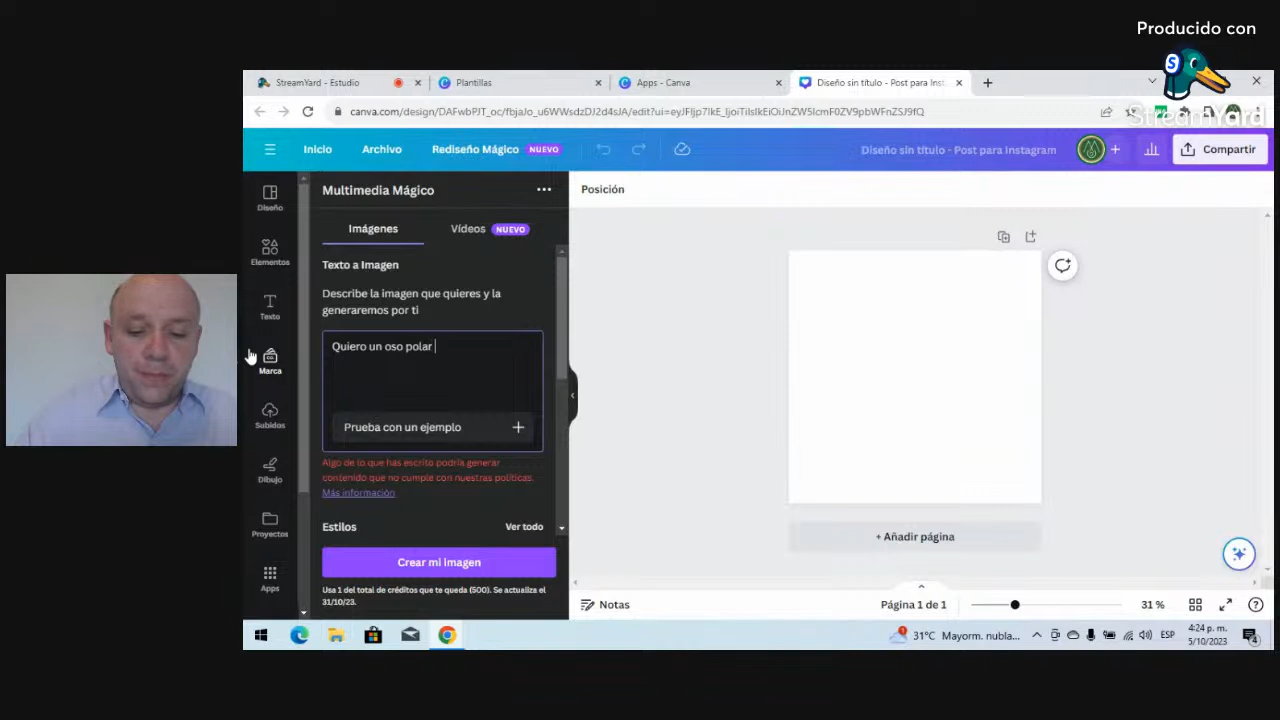 Producido con
StreamYard
StreamYard - Estudio
Plantillas
Apps - Canva
Diseño sin título - Post para Inst
canva.com/design/DAFwbPJT_oc/fbjaJo_u6WWsdzDJ2d4sJA/edit?ui=
Inicio
Archivo
Rediseño Mágico NUEVO
Diseño sin título - Post para Instagram
Compartir
Diseño
Elementos
Texto
Marca
Subidos
Dibujo
Proyectos
Apps
Multimedia Mágico
Imágenes
Vídeos NUEVO
Texto a Imagen
Describe la imagen que quieres y la
generaremos por ti
Quiero un oso polar
Prueba con un ejemplo
Algo de lo que has escrito podría generar
contenido que no cumple con nuestras políticas.
Más información
Estilos
Ver todo
Crear mi imagen
Usa 1 del total de créditos que te queda (500). Se actualiza el
31/10/23.
Posición
+ Añadir página
Notas
Página 1 de 1
31 %
31°C Mayorm. nubla...
ESP
4:24 p. m.
5/10/2023
4